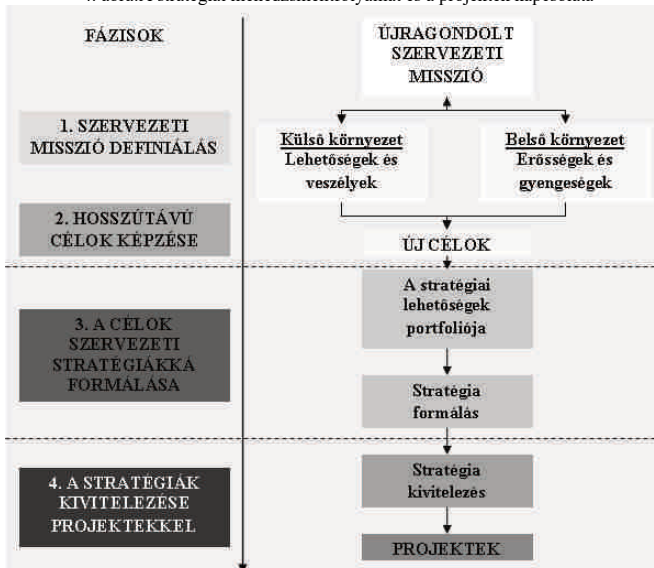 FÁZISOK
1. SZERVEZETI
MISSZIÓ DEFINIÁLÁS
2. HOSSZÚTÁVÚ
CÉLOK KÉPZÉSE
3. A CÉLOK
SZERVEZETI
STRATÉGIÁKKÁ
FORMÁLÁSA
4. A STRATÉGIÁK
KIVITELEZÉSE
PROJEKTEKKEL
ÚJRAGONDOLT
SZERVEZETI
MISSZIÓ
Külső környezet
Lehetőségek és
veszélyek
Belső környezet
Erősségek és
gyengeségek
ÚJ CÉLOK
A stratégiai
lehetőségek
portfoliója
Stratégia
formálás
Stratégia
kivitelezés
PROJEKTEK